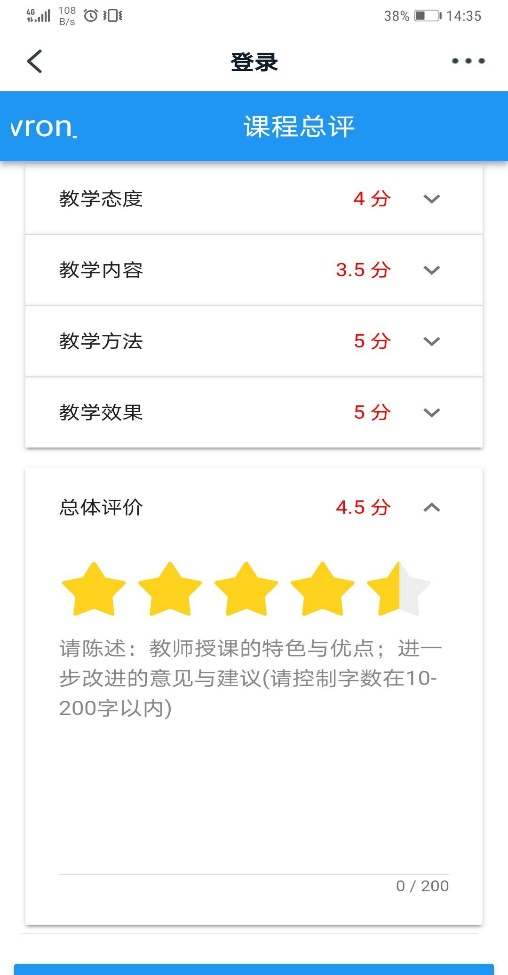 4G 108 B/s 38% 14:35
登录
vron_ 课程总评
教学态度 4 分
教学内容 3.5 分
教学方法 5 分
教学效果 5 分
总体评价 4.5 分
请陈述：教师授课的特色与优点；进一
步改进的意见与建议(请控制字数在10-
200字以内)
0 / 200